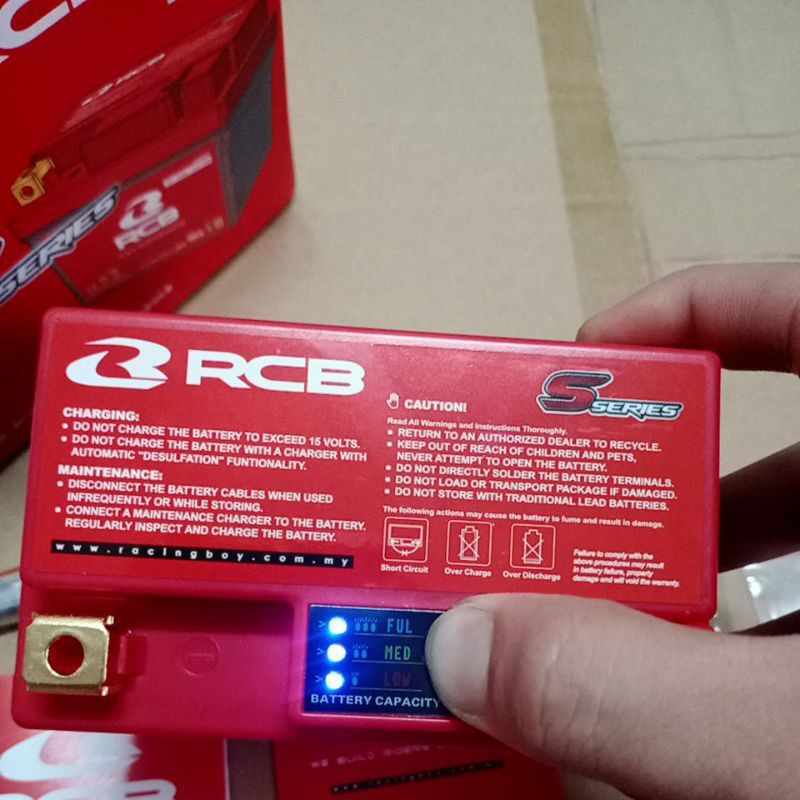 RCB
RCB
SERIES
RCB
S SERIES
CHARGING:
• DO NOT CHARGE THE BATTERY TO EXCEED 15 VOLTS.
• DO NOT CHARGE THE BATTERY WITH A CHARGER WITH
AUTOMATIC "DESULFATION" FUNTIONALITY.
MAINTENANCE:
• DISCONNECT THE BATTERY CABLES WHEN USED
INFREQUENTLY OR WHILE STORING.
• CONNECT A MAINTENANCE CHARGER TO THE BATTERY.
REGULARLY INSPECT AND CHARGE THE BATTERY.
www.racingboy.com.my
CAUTION!
Read All Warnings and Instructions Thoroughly.
• RETURN TO AN AUTHORIZED DEALER TO RECYCLE.
• KEEP OUT OF REACH OF CHILDREN AND PETS,
NEVER ATTEMPT TO OPEN THE BATTERY.
• DO NOT DIRECTLY SOLDER THE BATTERY TERMINALS.
• DO NOT LOAD OR TRANSPORT PACKAGE IF DAMAGED.
• DO NOT STORE WITH TRADITIONAL LEAD BATTERIES.
The following actions may cause the battery to fume and result in damage.
Short Circuit Over Charge Over Discharge
Failure to comply with the
above procedures may result
in battery failure, property
damage and will void the warranty.
FUL
MED
LOW
BATTERY CAPACITY
RCB